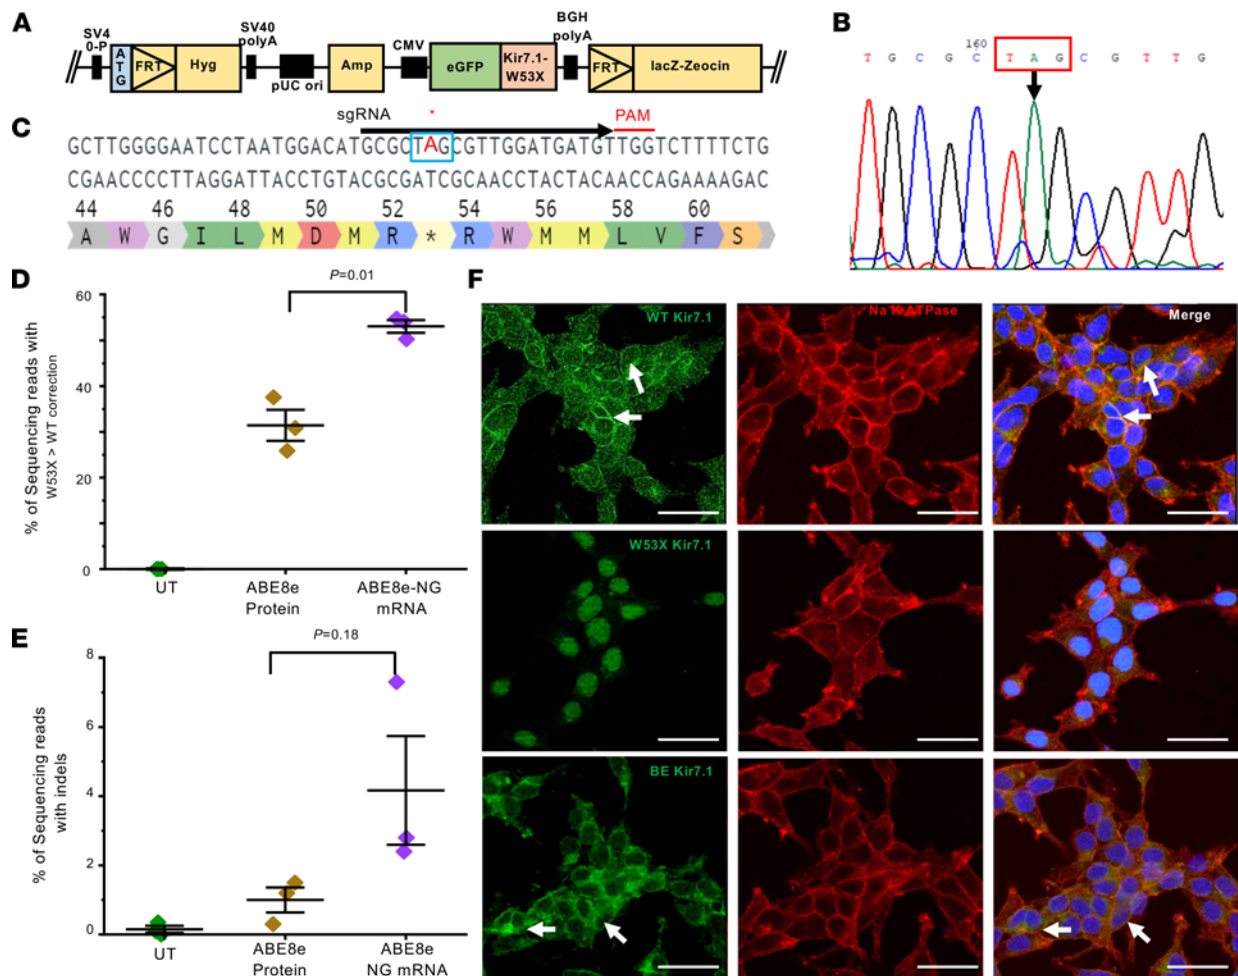 A
SV4
0-P
ATG
FRT
Hyg
SV40
polyA
pUC ori
Amp
CMV
eGFP
Kir7.1-
W53X
BGH
polyA
FRT
lacZ-Zeocin
B
160
T G C G C T A G C G T T G
C
sgRNA
*
PAM
GCTTGGGGAATCCTAATGGACATGCGCTAGCGTTGGATGATGTTGGTCTTTTCTG
CGAACCCCTTAGGATTACCTGTACGCGATCGCAACCTACTACAACCAGAAAAGAC
44 46 48 50 52 54 56 58 60
A W G I L M D M R * R W M M L V F S
D
% of Sequencing reads with
W53X > WT correction
60
40
20
0
P=0.01
UT
ABE8e
Protein
ABE8e-NG
mRNA
E
% of Sequencing reads
with indels
8
6
4
2
0
P=0.18
UT
ABE8e
Protein
ABE8e
NG mRNA
F
WT Kir7.1
Na K ATPase
Merge
W53X Kir7.1
BE Kir7.1